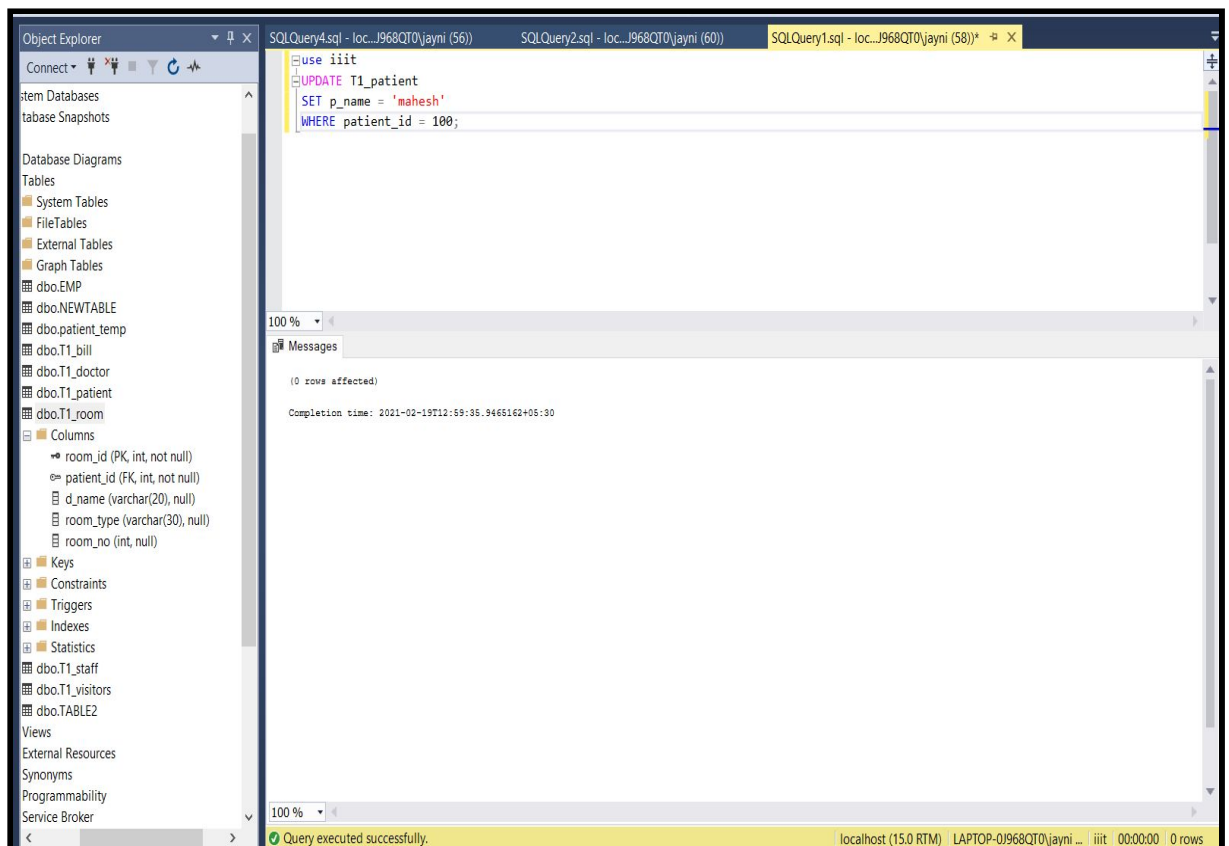 Object Explorer
Connect
stem Databases
tabase Snapshots
Database Diagrams
Tables
System Tables
FileTables
External Tables
Graph Tables
dbo.EMP
dbo.NEWTABLE
dbo.patient_temp
dbo.T1_bill
dbo.T1_doctor
dbo.T1_patient
dbo.T1_room
Columns
room_id (PK, int, not null)
patient_id (FK, int, not null)
d_name (varchar(20), null)
room_type (varchar(30), null)
room_no (int, null)
Keys
Constraints
Triggers
Indexes
Statistics
dbo.T1_staff
dbo.T1_visitors
dbo.TABLE2
Views
External Resources
Synonyms
Programmability
Service Broker
SQLQuery4.sql - loc...J968QT0\jayni (56))
SQLQuery2.sql - loc...J968QT0\jayni (60))
SQLQuery1.sql - loc...J968QT0\jayni (58))*
use iiit
UPDATE T1_patient
SET p_name = 'mahesh'
WHERE patient_id = 100;
100 %
Messages
(0 rows affected)
Completion time: 2021-02-19T12:59:35.9465162+05:30
100 %
Query executed successfully.
localhost (15.0 RTM)
LAPTOP-0J968QT0\jayni ...
iiit
00:00:00
0 rows